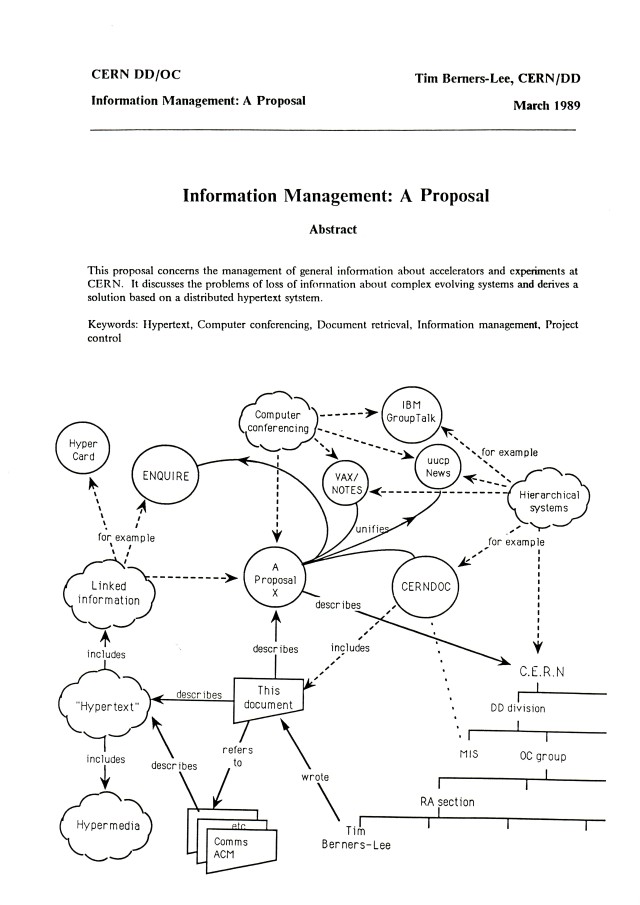 CERN DD/OC
Tim Berners-Lee, CERN/DD
Information Management: A Proposal
March 1989
Information Management: A Proposal
Abstract
This proposal concerns the management of general information about accelerators and experiments at
CERN. It discusses the problems of loss of information about complex evolving systems and derives a
solution based on a distributed hypertext sytstem.
Keywords: Hypertext, Computer conferencing, Document retrieval, Information management, Project
control
Computer
conferencing
IBM
GroupTalk
Hyper
Card
for example
ENQUIRE
uucp
News
VAX/
NOTES
Hierarchical
systems
unifies
for example
for example
A
Proposal
X
CERNDOC
Linked
information
describes
includes
describes
includes
C.E.R.N
This
document
describes
"Hypertext"
DD division
refers
to
MIS
OC group
includes
describes
wrote
RA section
Hypermedia
etc
Tim
Berners-Lee
Comms
ACM